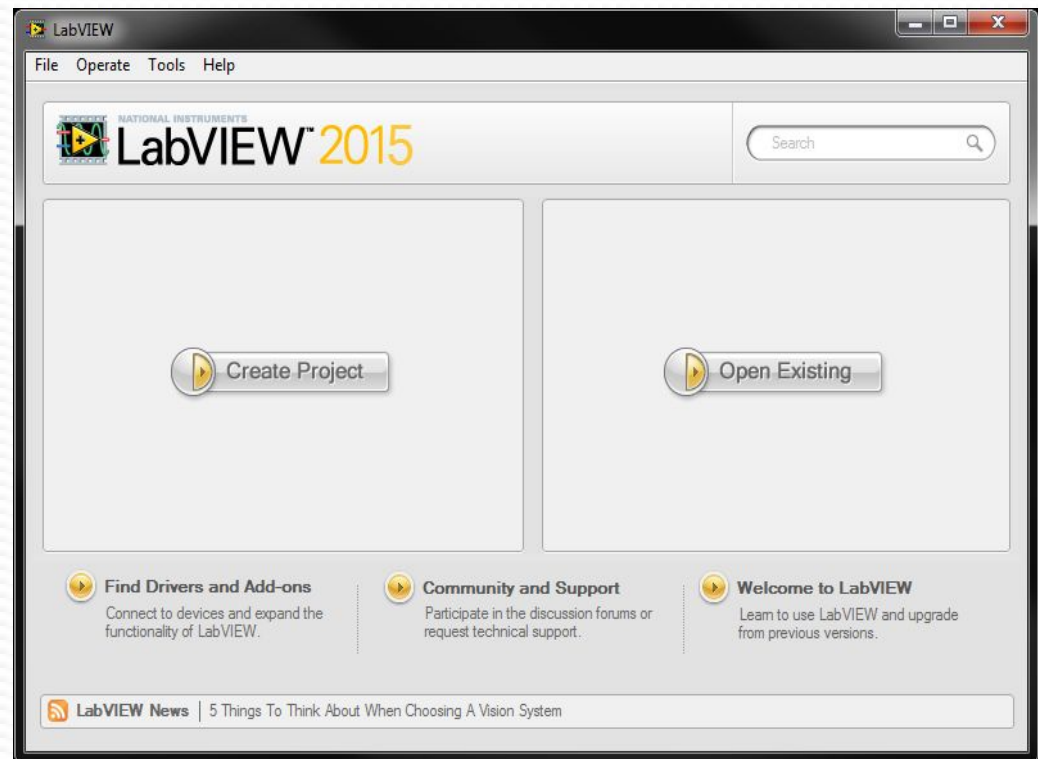 LabVIEW
File Operate Tools Help
NATIONAL INSTRUMENTS
LabVIEW™ 2015
Search
Create Project
Open Existing
Find Drivers and Add-ons
Connect to devices and expand the
functionality of LabVIEW.
Community and Support
Participate in the discussion forums or
request technical support.
Welcome to LabVIEW
Learn to use LabVIEW and upgrade
from previous versions.
LabVIEW News | 5 Things To Think About When Choosing A Vision System